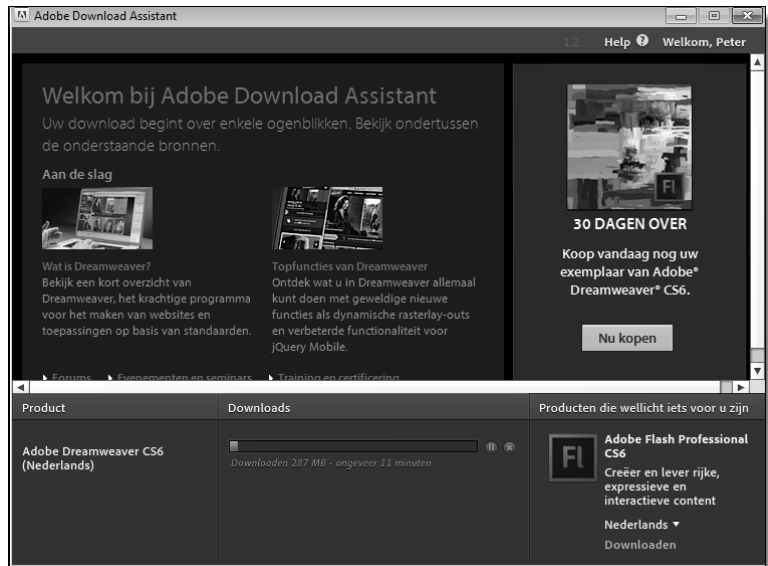 Adobe Download Assistant
1.2 Help ? Welkom, Peter
Welkom bij Adobe Download Assistant
Uw download begint over enkele ogenblikken. Bekijk ondertussen
de onderstaande bronnen.
Aan de slag
Wat is Dreamweaver?
Bekijk een kort overzicht van
Dreamweaver, het krachtige programma
voor het maken van websites en
toepassingen op basis van standaarden.
Topfuncties van Dreamweaver
Ontdek wat u in Dreamweaver allemaal
kunt doen met geweldige nieuwe
functies als dynamische rasterlay-outs
en verbeterde functionaliteit voor
jQuery Mobile.
Forums Evenementen en seminars Training en certificering
Fl
30 DAGEN OVER
Koop vandaag nog uw
exemplaar van Adobe®
Dreamweaver® CS6.
Nu kopen
Product
Adobe Dreamweaver CS6
(Nederlands)
Downloads
Downloaden 287 MB - ongeveer 11 minuten
Producten die wellicht iets voor u zijn
Fl
Adobe Flash Professional
CS6
Creëer en lever rijke,
expressieve en
interactieve content
Nederlands
Downloaden